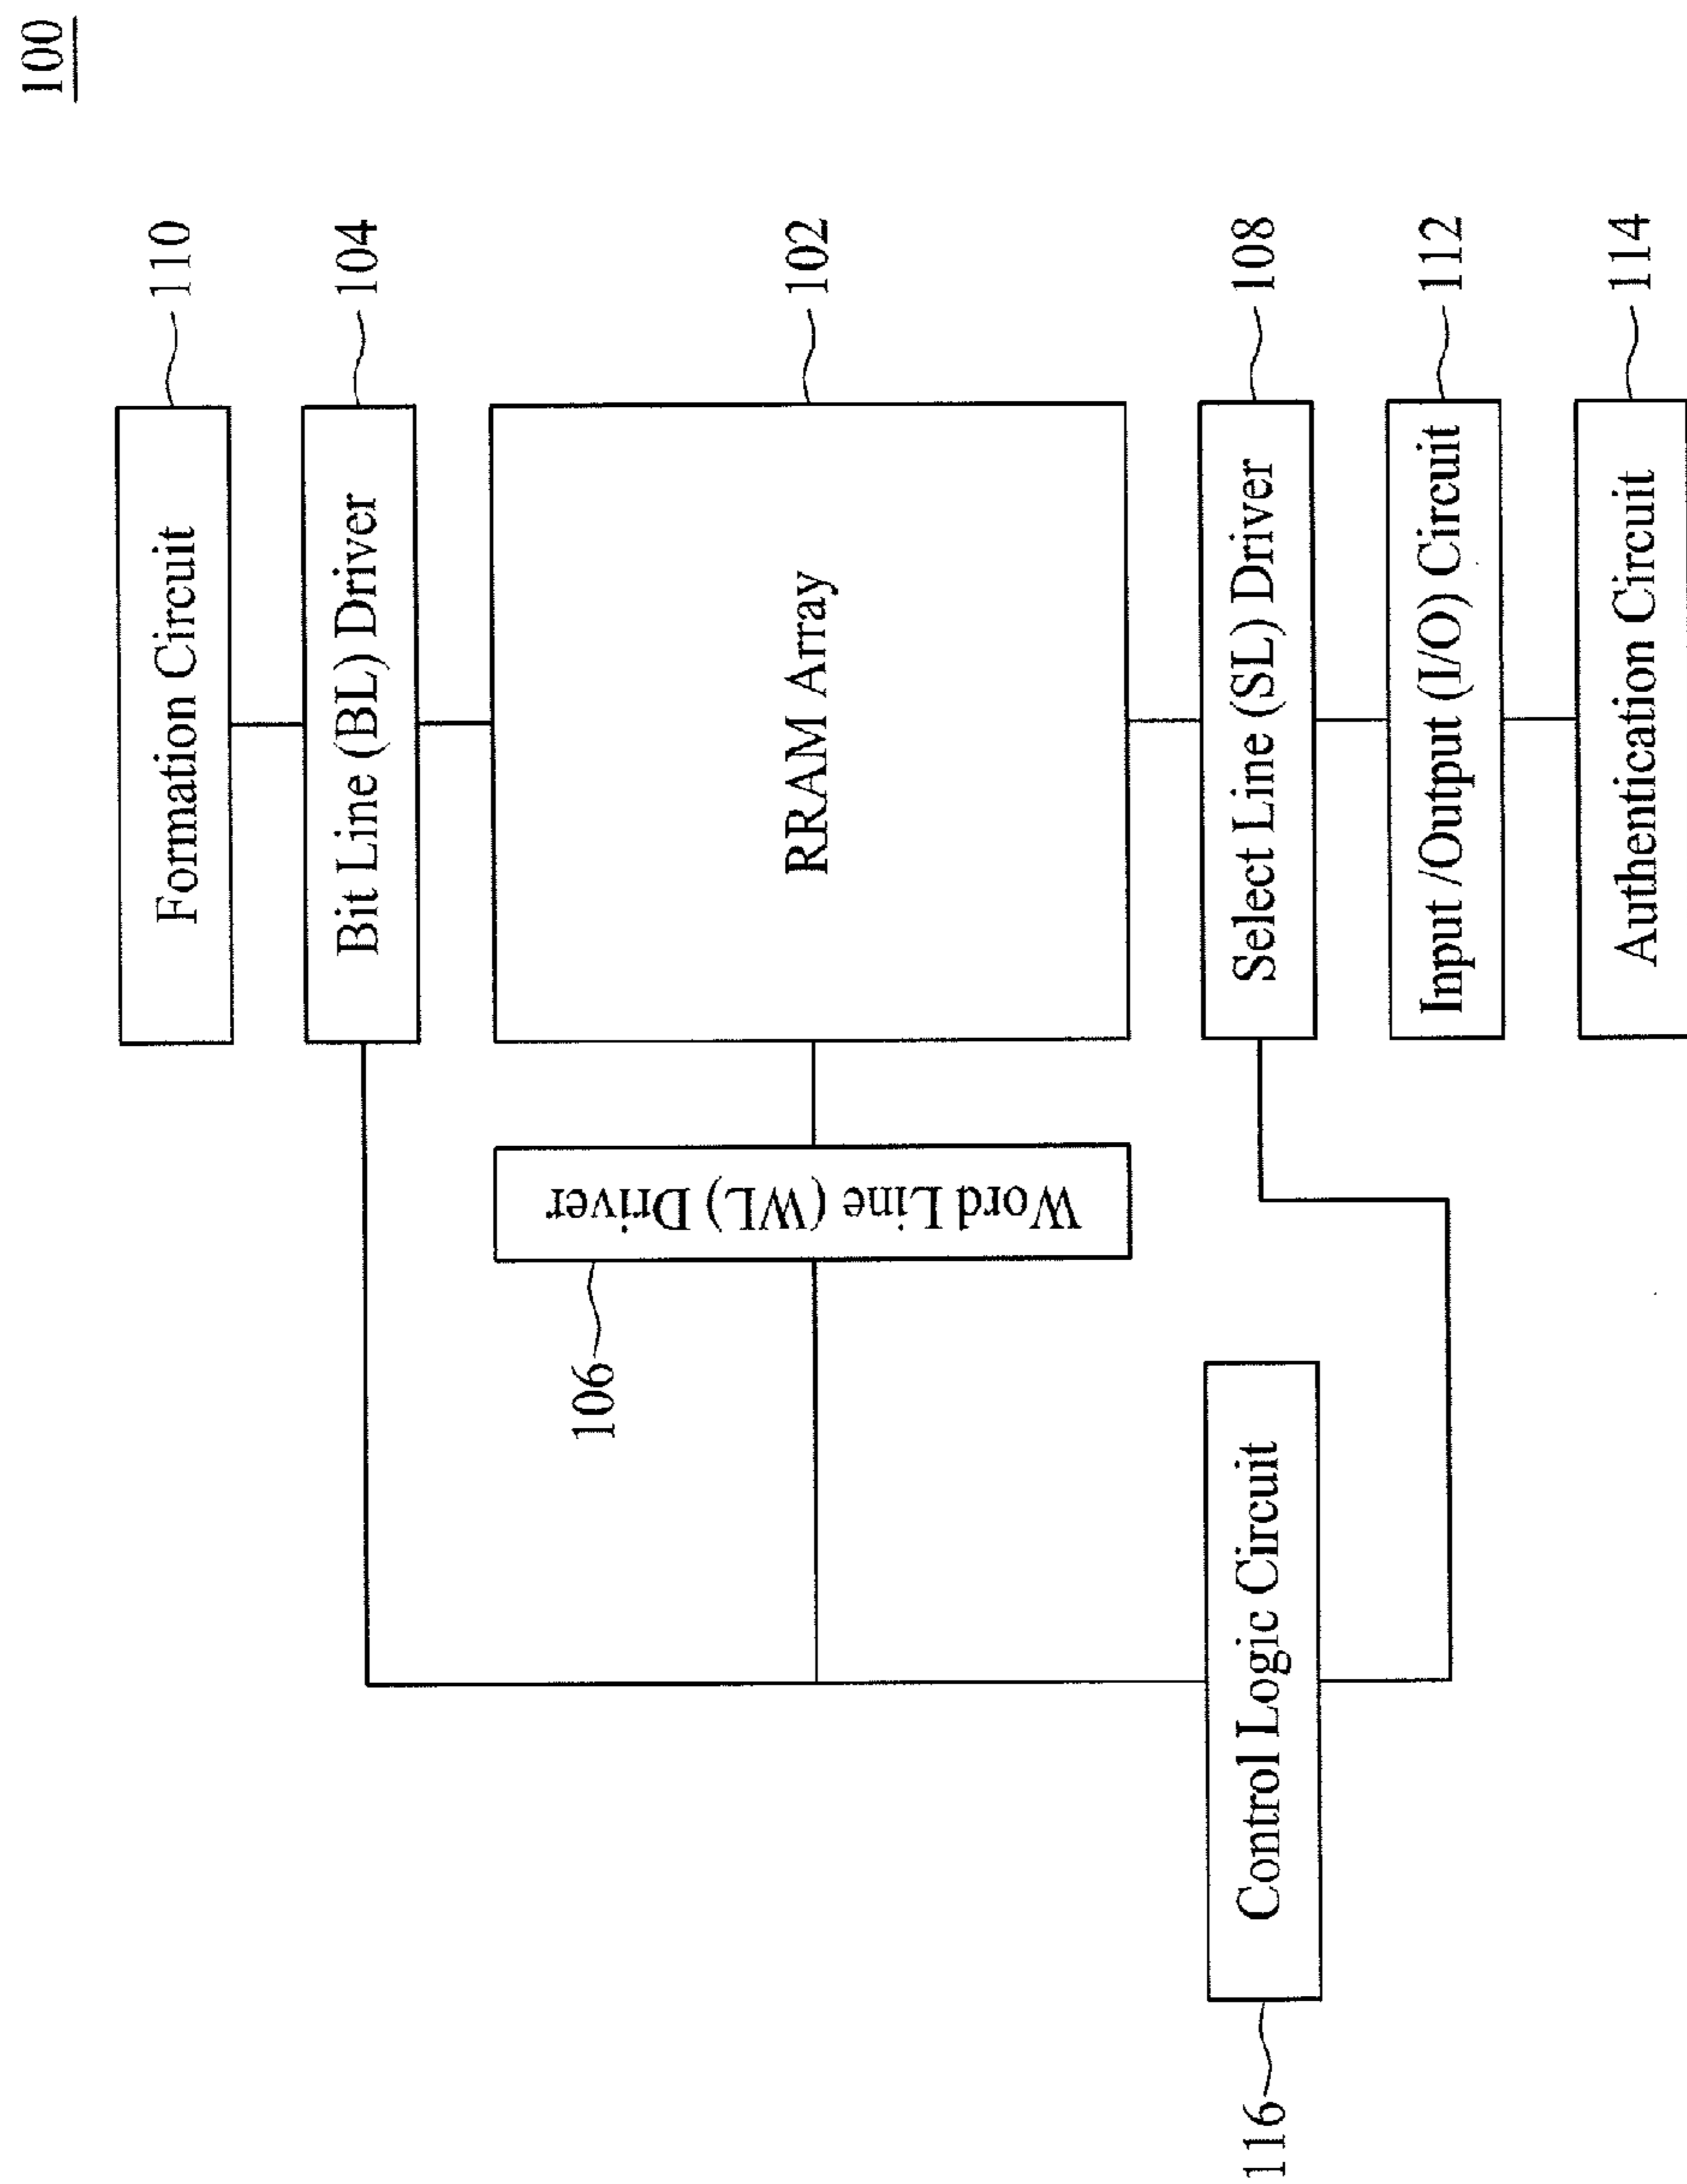 100
Formation Circuit
110
Bit Line (BL) Driver
104
RRAM Array
102
Word Line (WL) Driver
106
Select Line (SL) Driver
108
Input /Output (I/O) Circuit
112
Authentication Circuit
114
Control Logic Circuit
116